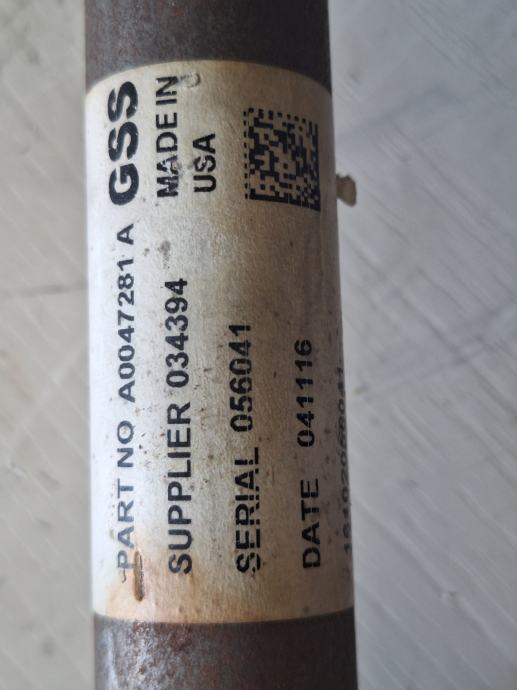 PART NO A0047281 A GSS
SUPPLIER 034394 MADE IN
USA
SERIAL 056041
DATE 041116